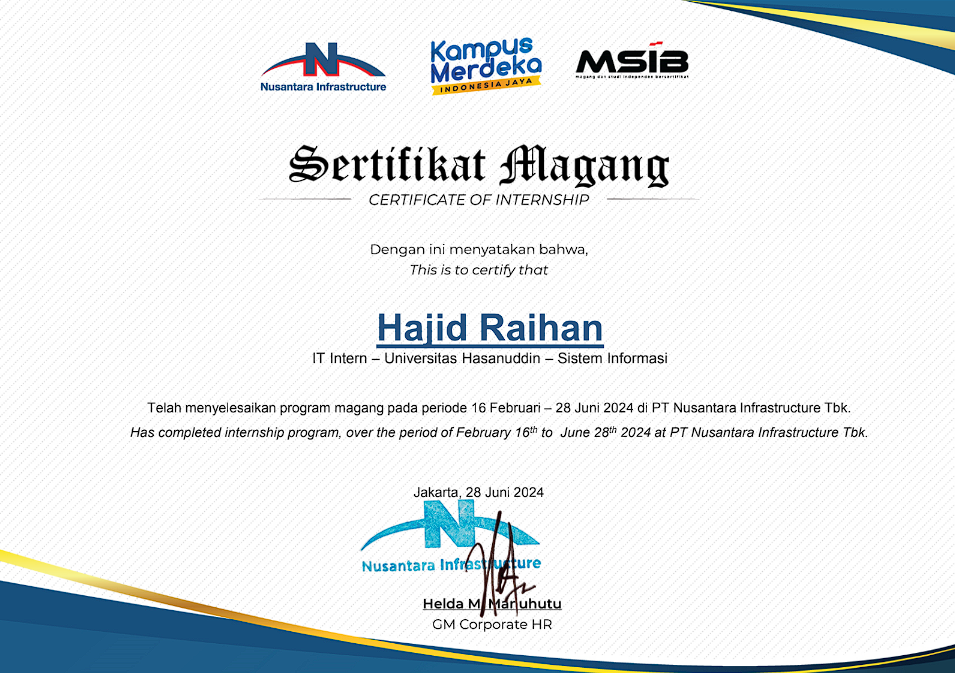 Nusantara Infrastructure
Kampus
Merdeka
INDONESIA JAYA
MSIB
magang dan studi independen bersertifikat
Sertifikat Magang
CERTIFICATE OF INTERNSHIP
Dengan ini menyatakan bahwa,
This is to certify that
Hajid Raihan
IT Intern – Universitas Hasanuddin – Sistem Informasi
Telah menyelesaikan program magang pada periode 16 Februari – 28 Juni 2024 di PT Nusantara Infrastructure Tbk.
Has completed internship program, over the period of February 16th to June 28th 2024 at PT Nusantara Infrastructure Tbk.
Jakarta, 28 Juni 2024
Nusantara Infrastructure
Helda M. Manuhutu
GM Corporate HR